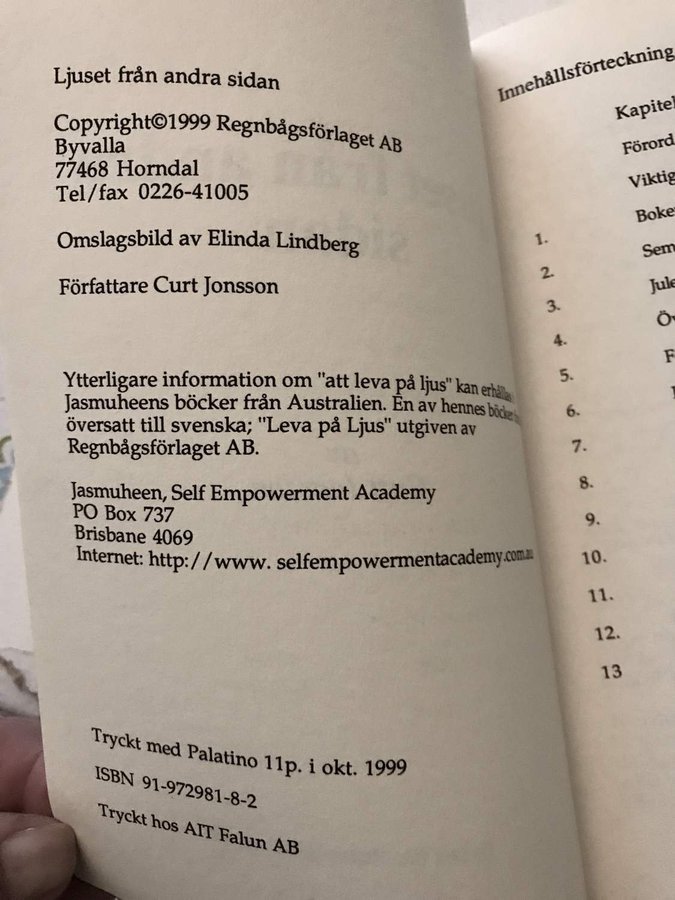 Ljuset från andra sidan
Copyright©1999 Regnbågsförlaget AB
Byvalla
77468 Horndal
Tel/fax 0226-41005
Omslagsbild av Elinda Lindberg
Författare Curt Jonsson
Ytterligare information om "att leva på ljus" kan erhållas
Jasmuheens böcker från Australien. En av hennes böcker
översatt till svenska; "Leva på Ljus" utgiven av
Regnbågsförlaget AB.
Jasmuheen, Self Empowerment Academy
PO Box 737
Brisbane 4069
Internet: http://www. selfempowermentacademy.com.au
Tryckt med Palatino 11p. i okt. 1999
ISBN 91-972981-8-2
Tryckt hos AIT Falun AB
Innehållsförteckning
Kapitel
Förord
Viktig
1.
2.
3.
4.
5.
6.
7.
8.
9.
10.
11.
12.
13